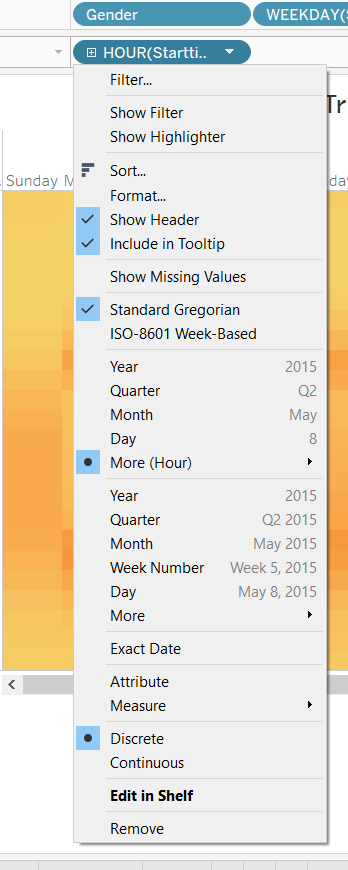 Gender WEEKDAY(S
HOUR(Startti..
Filter...
Show Filter
Show Highlighter
Tr
Sort...
Sunday M
Format...
Show Header
Include in Tooltip
Show Missing Values
Standard Gregorian
ISO-8601 Week-Based
Year 2015
Quarter Q2
Month May
Day 8
More (Hour)
Year 2015
Quarter Q2 2015
Month May 2015
Week Number Week 5, 2015
Day May 8, 2015
More
Exact Date
Attribute
Measure
Discrete
Continuous
Edit in Shelf
Remove